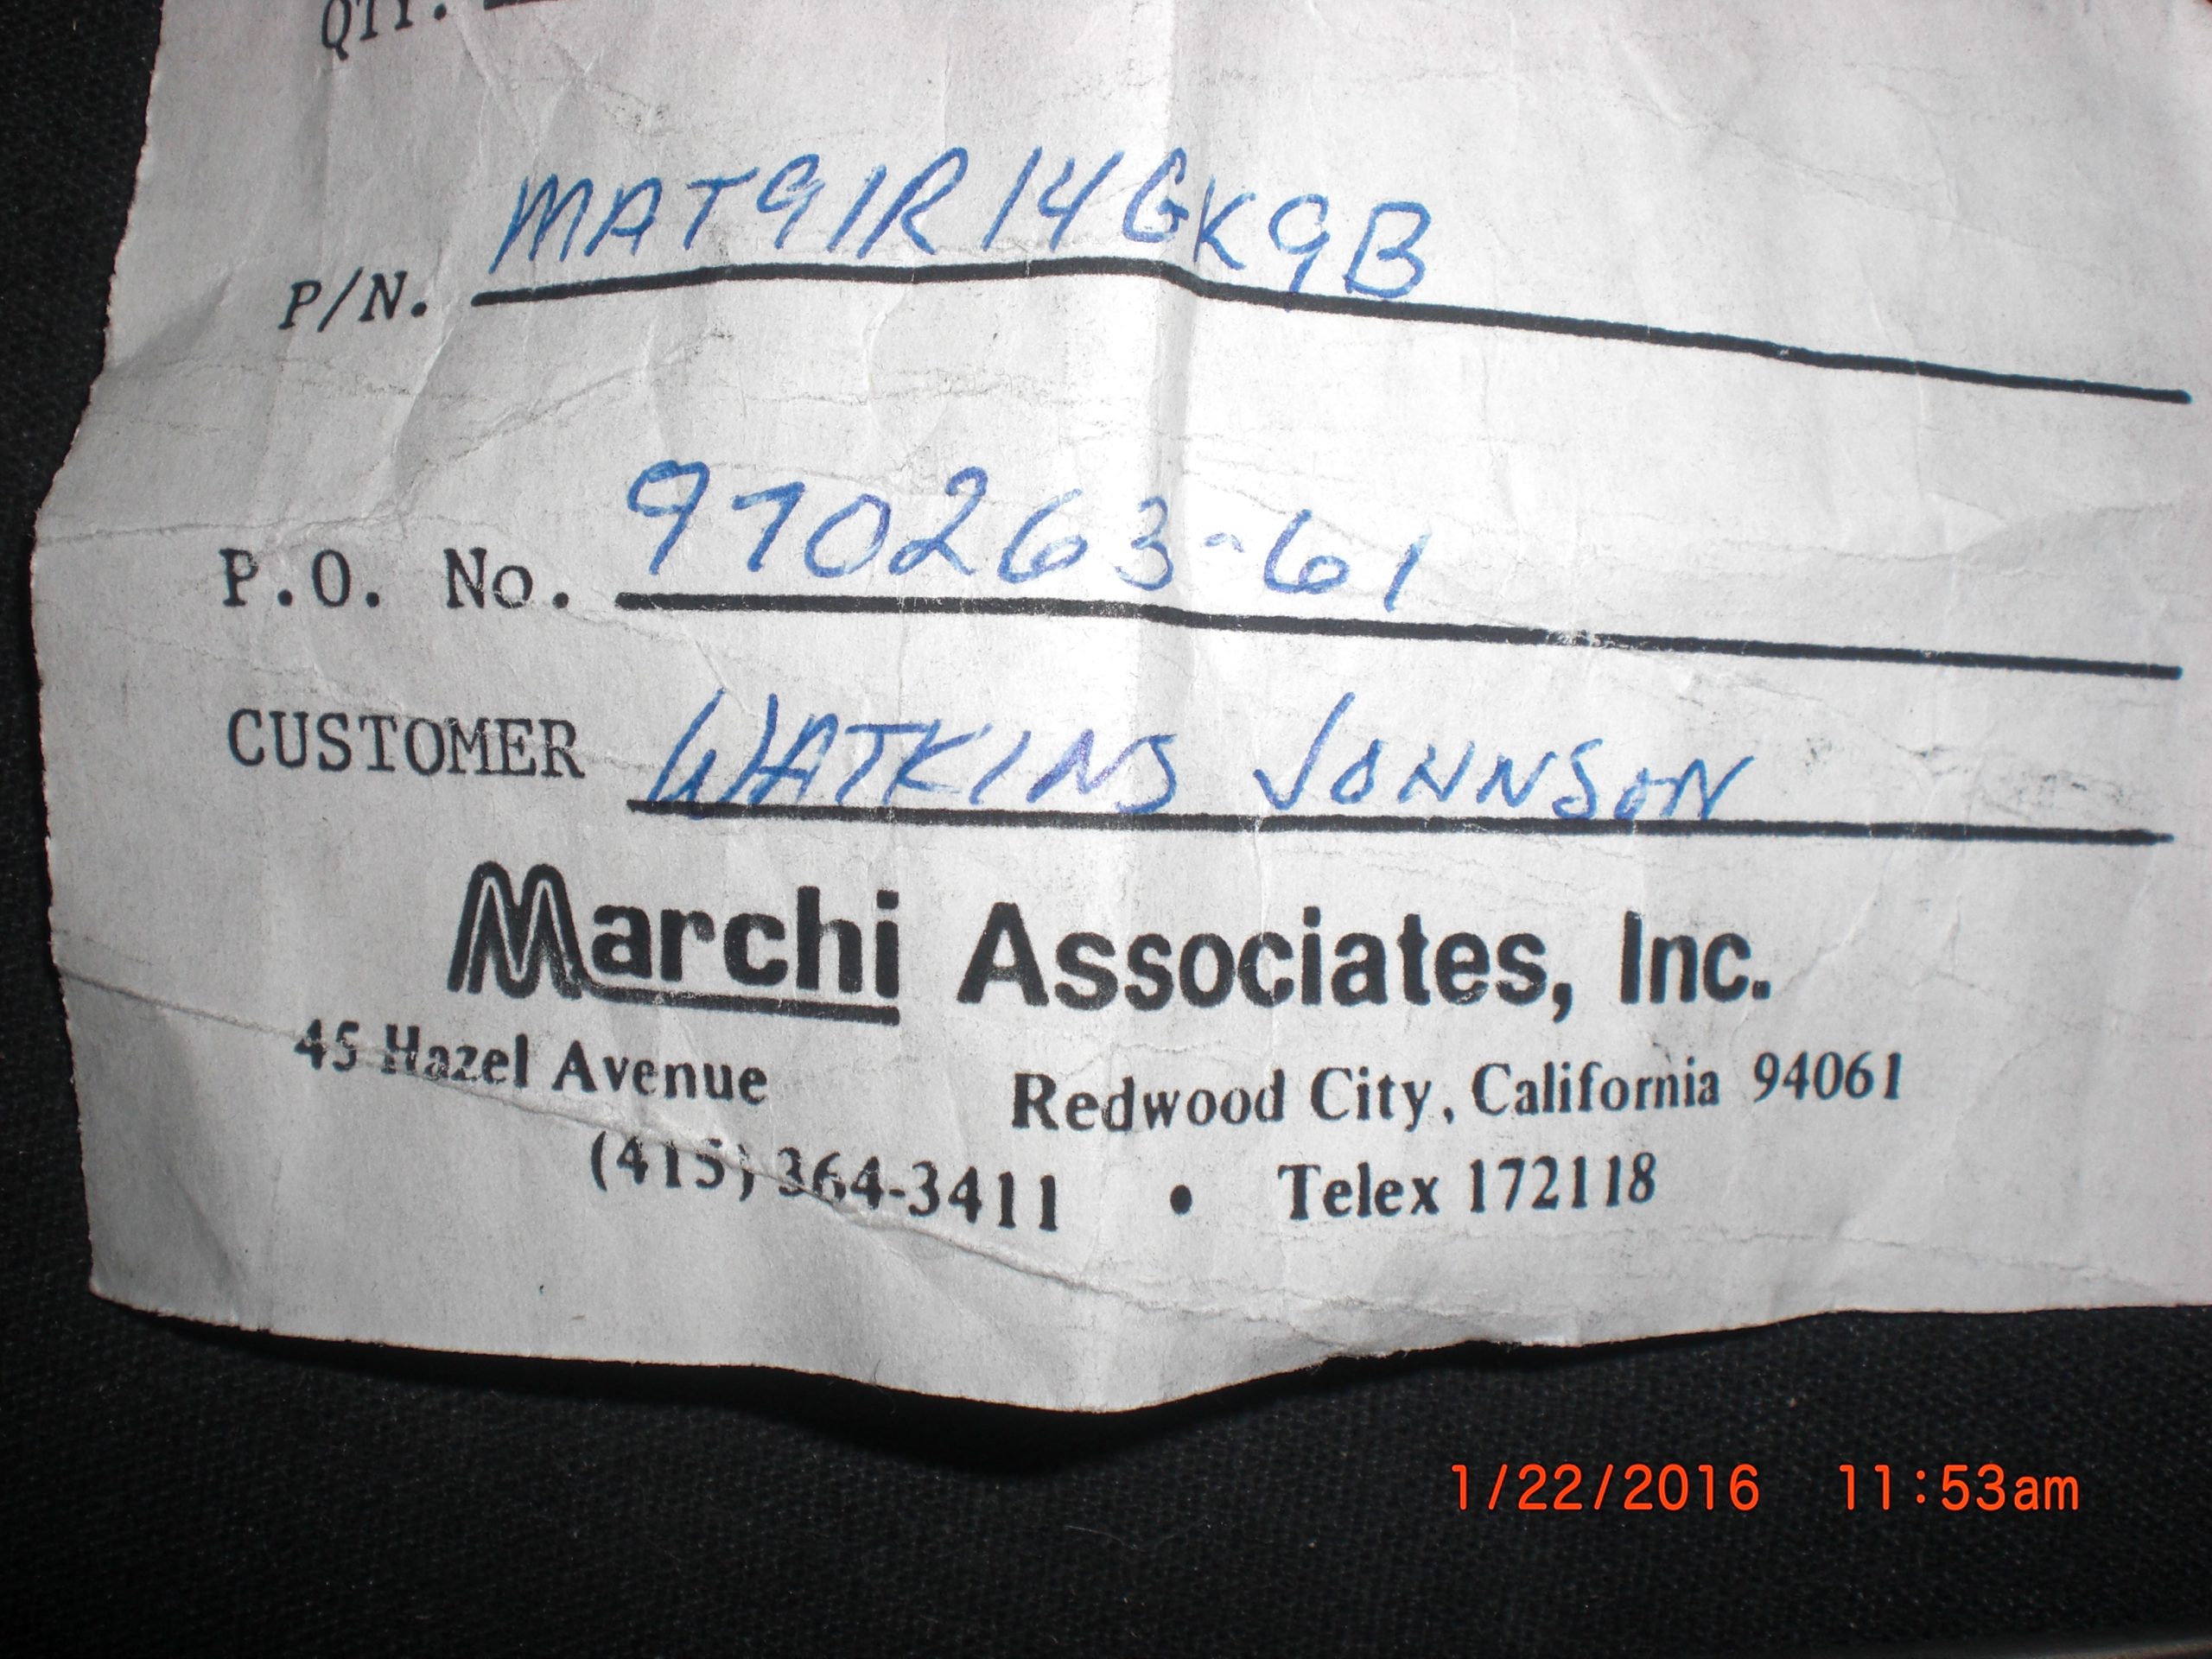 QTY.
P/N. MAT91R14GK9B
P.O. No. 970263-61
CUSTOMER WATKINS JOHNSON
Marchi Associates, Inc.
45 Hazel Avenue Redwood City, California 94061
(415) 364-3411 • Telex 172118
1/22/2016 11:53am